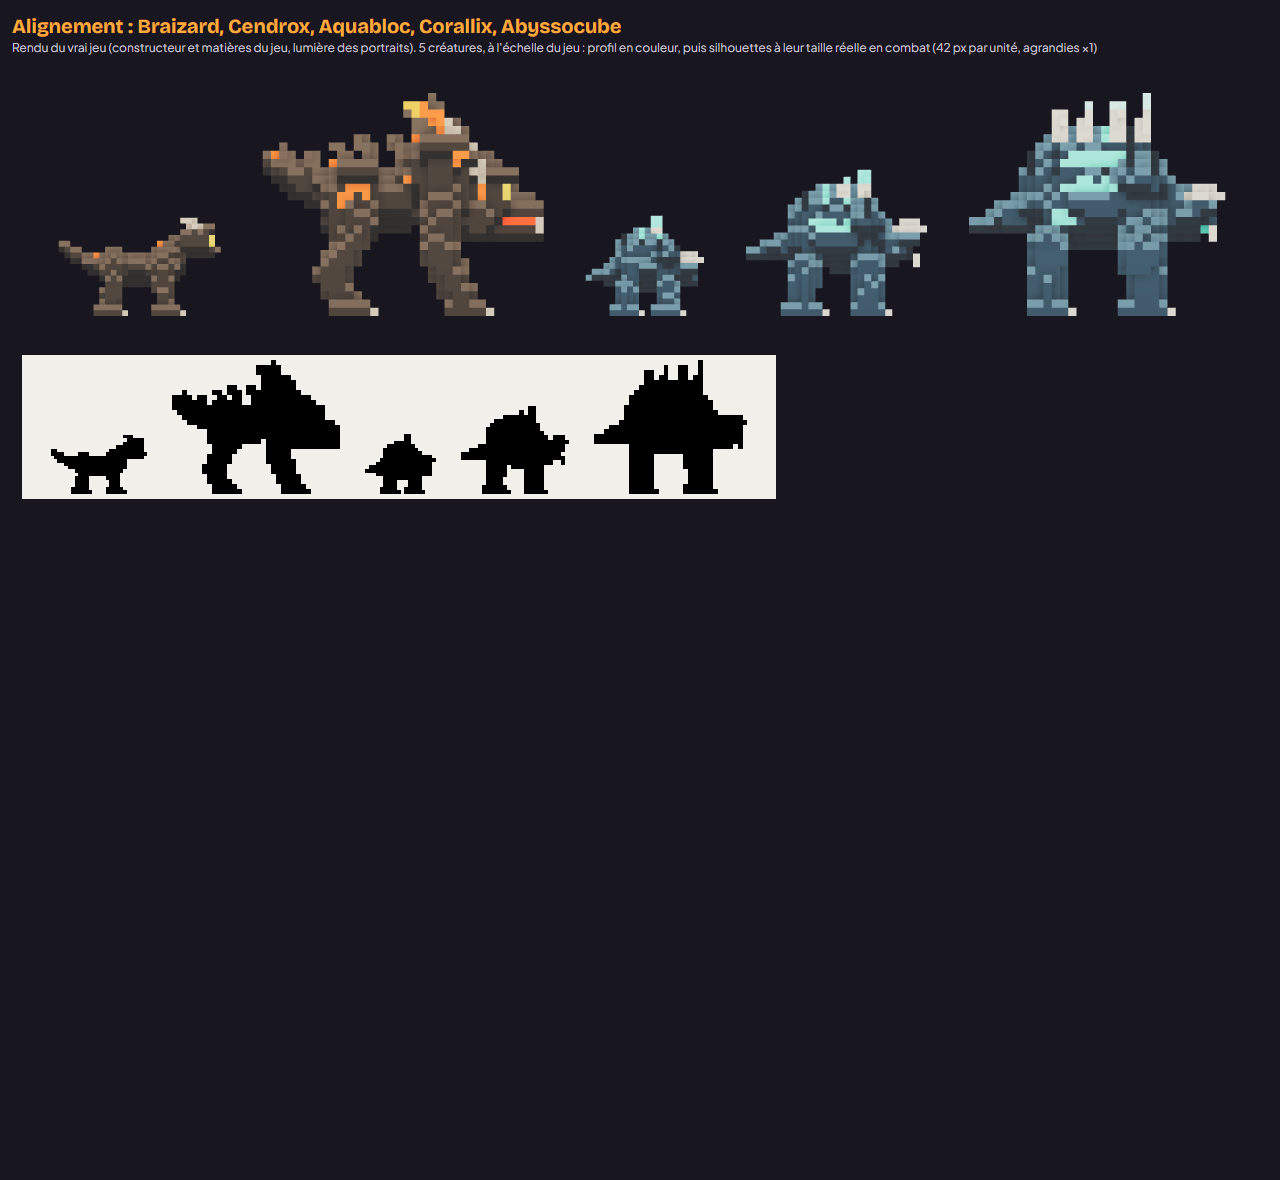 Alignement : Braizard, Cendrox, Aquabloc, Corallix, Abyssocube
Rendu du vrai jeu (constructeur et matières du jeu, lumière des portraits). 5 créatures, à l'échelle du jeu : profil en couleur, puis silhouettes à leur taille réelle en combat (42 px par unité, agrandies ×1)